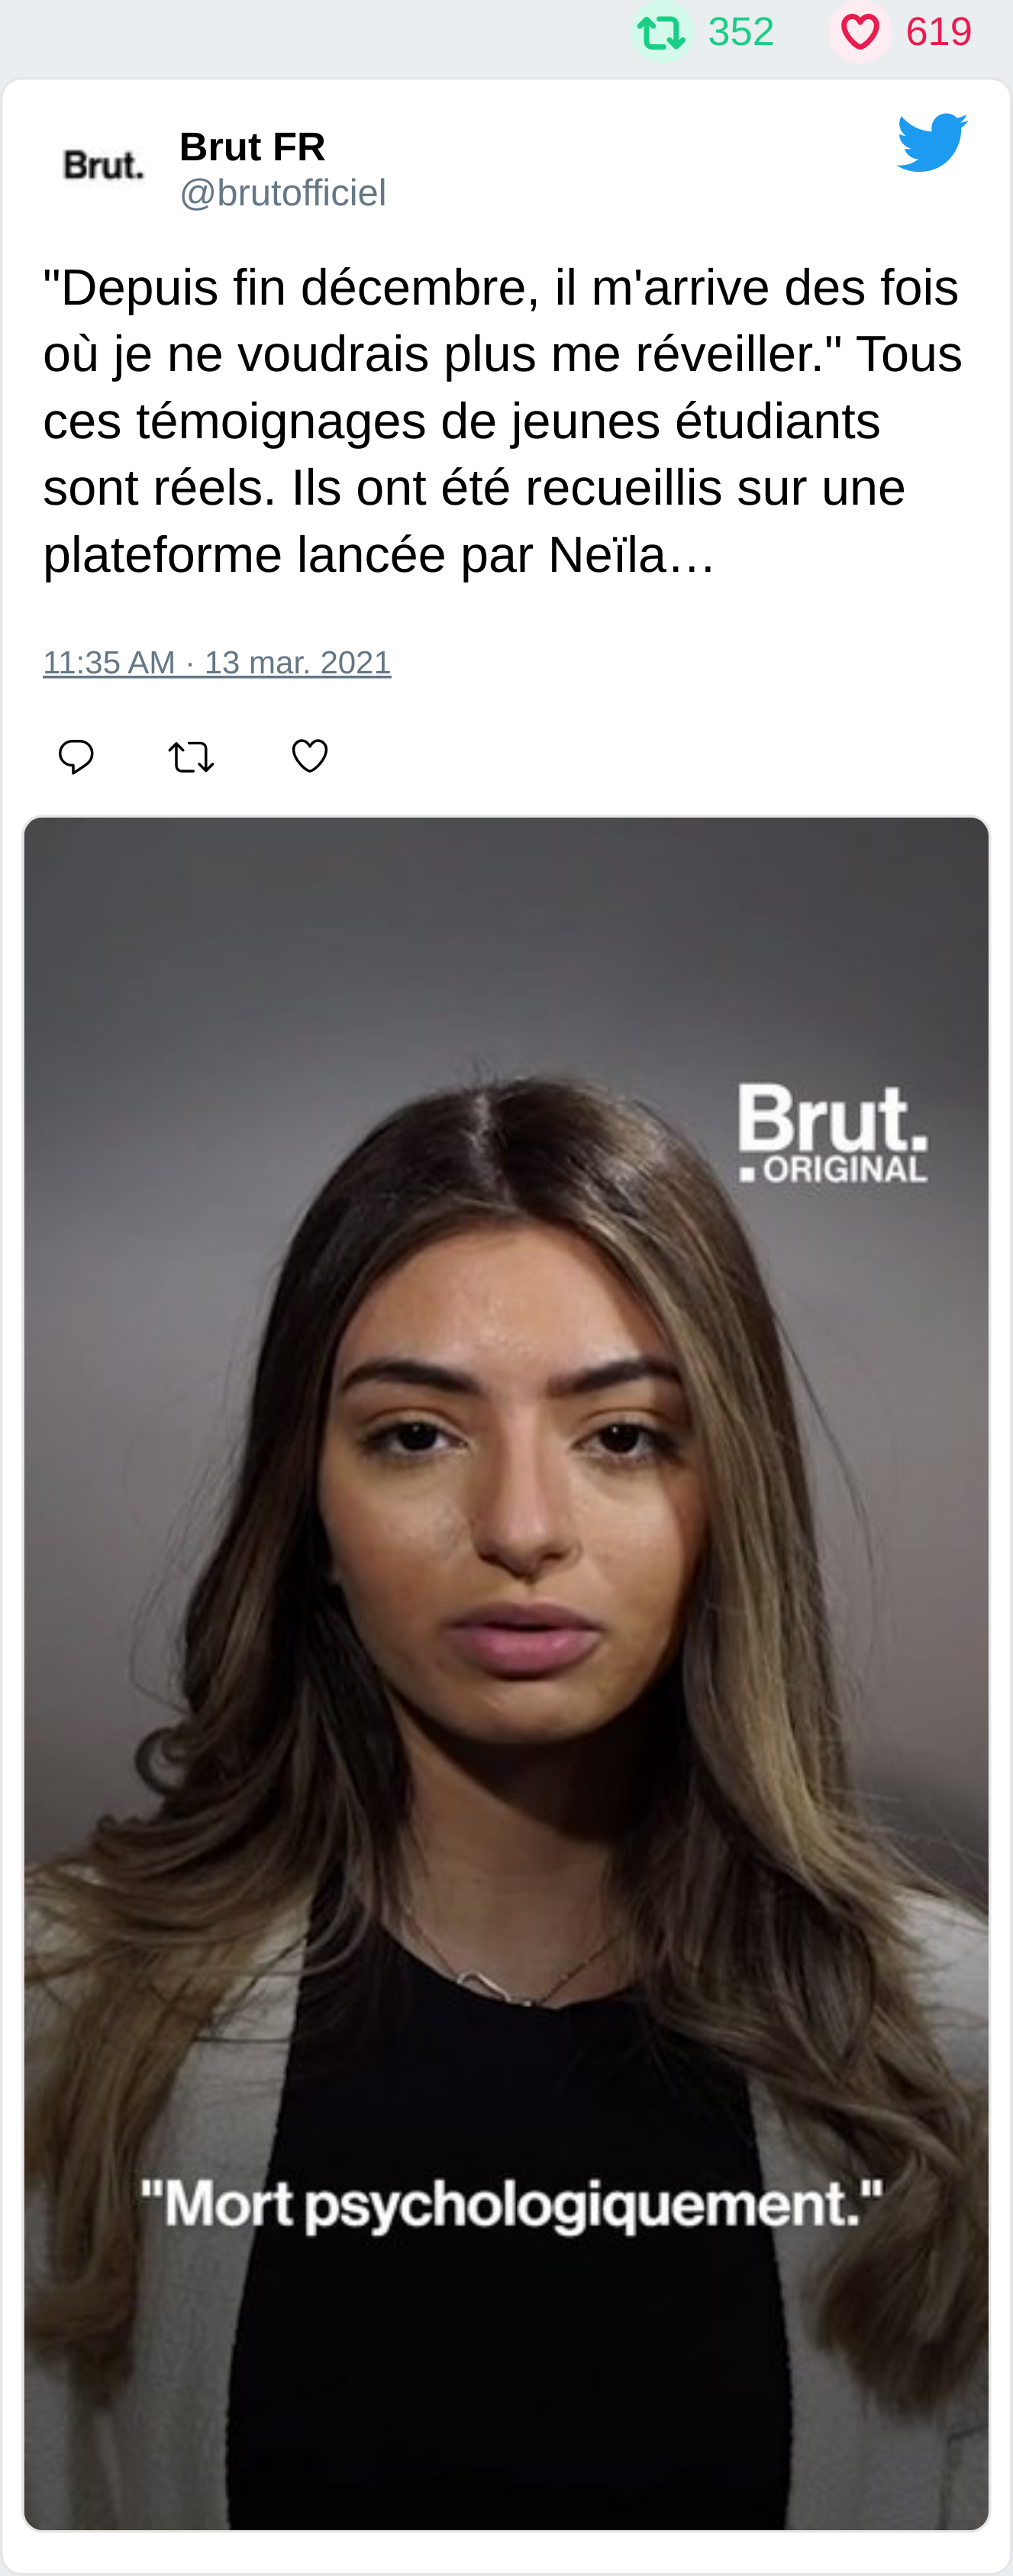 352 619
Brut.
Brut FR
@brutofficiel
"Depuis fin décembre, il m'arrive des fois
où je ne voudrais plus me réveiller." Tous
ces témoignages de jeunes étudiants
sont réels. Ils ont été recueillis sur une
plateforme lancée par Neïla…
11:35 AM · 13 mar. 2021
Brut.
ORIGINAL
"Mort psychologiquement."